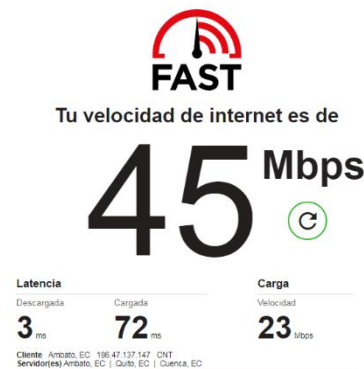 FAST
Tu velocidad de internet es de
45 Mbps
Latencia
Descargada Cargada
3 ms 72 ms
Carga
Velocidad
23 Mbps
Cliente Ambato, EC 186.47.137.147 CNT
Servidor(es) Ambato, EC | Quito, EC | Cuenca, EC